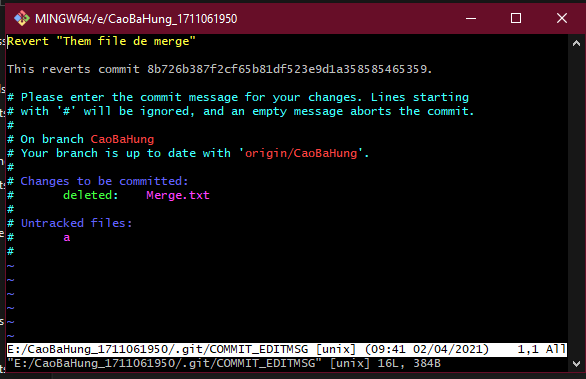 MINGW64:/e/CaoBaHung_1711061950
Revert "Them file de merge"
This reverts commit 8b726b387f2cf65b81df523e9d1a358585465359.
# Please enter the commit message for your changes. Lines starting
# with '#' will be ignored, and an empty message aborts the commit.
#
# On branch CaoBaHung
# Your branch is up to date with 'origin/CaoBaHung'.
#
# Changes to be committed:
#       deleted:    Merge.txt
#
# Untracked files:
#       a
#
~
~
~
~
E:/CaoBaHung_1711061950/.git/COMMIT_EDITMSG [unix] (09:41 02/04/2021)    1,1 All
"E:/CaoBaHung_1711061950/.git/COMMIT_EDITMSG" [unix] 16L, 384B